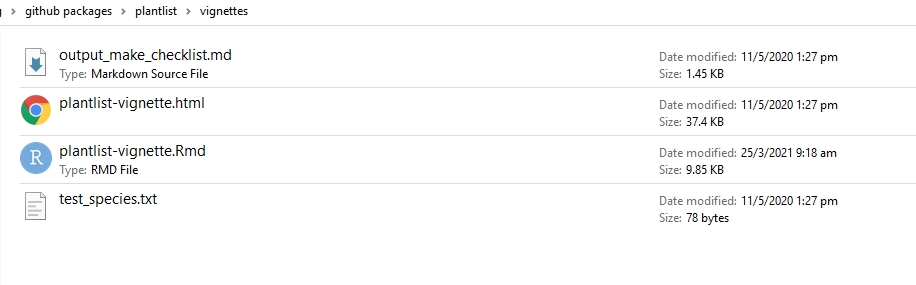 github packages > plantlist > vignettes
output_make_checklist.md
Type: Markdown Source File
Date modified: 11/5/2020 1:27 pm
Size: 1.45 KB
plantlist-vignette.html
Date modified: 11/5/2020 1:27 pm
Size: 37.4 KB
R
plantlist-vignette.Rmd
Type: RMD File
Date modified: 25/3/2021 9:18 am
Size: 9.85 KB
test_species.txt
Date modified: 11/5/2020 1:27 pm
Size: 78 bytes